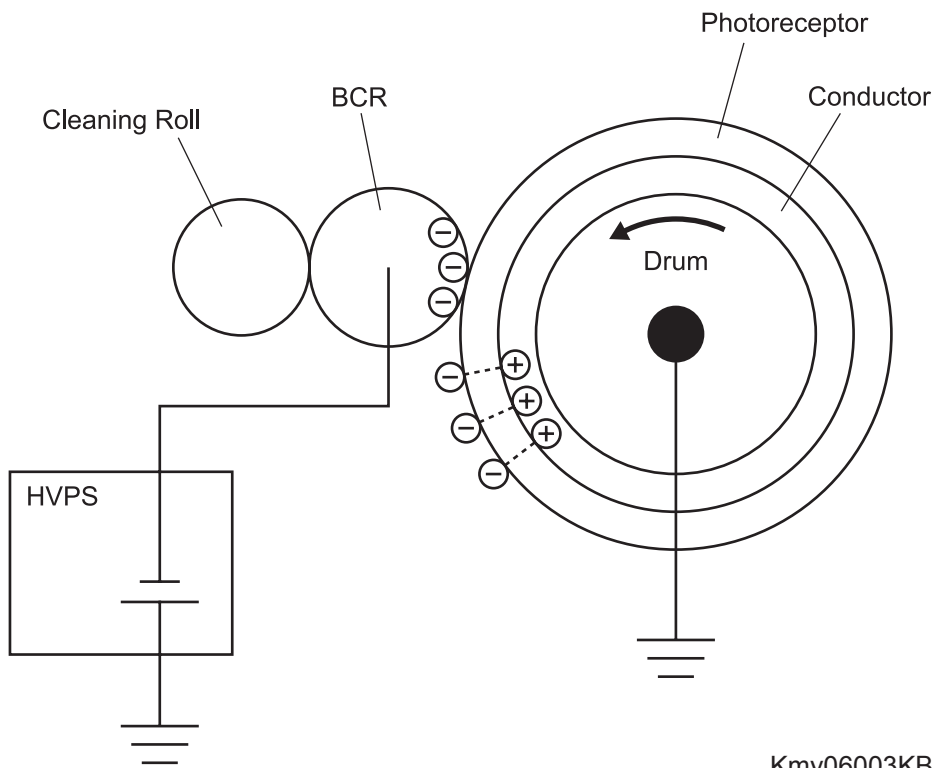 Photoreceptor
Conductor
BCR
Cleaning Roll
Drum
HVPS
Kmy06003KB